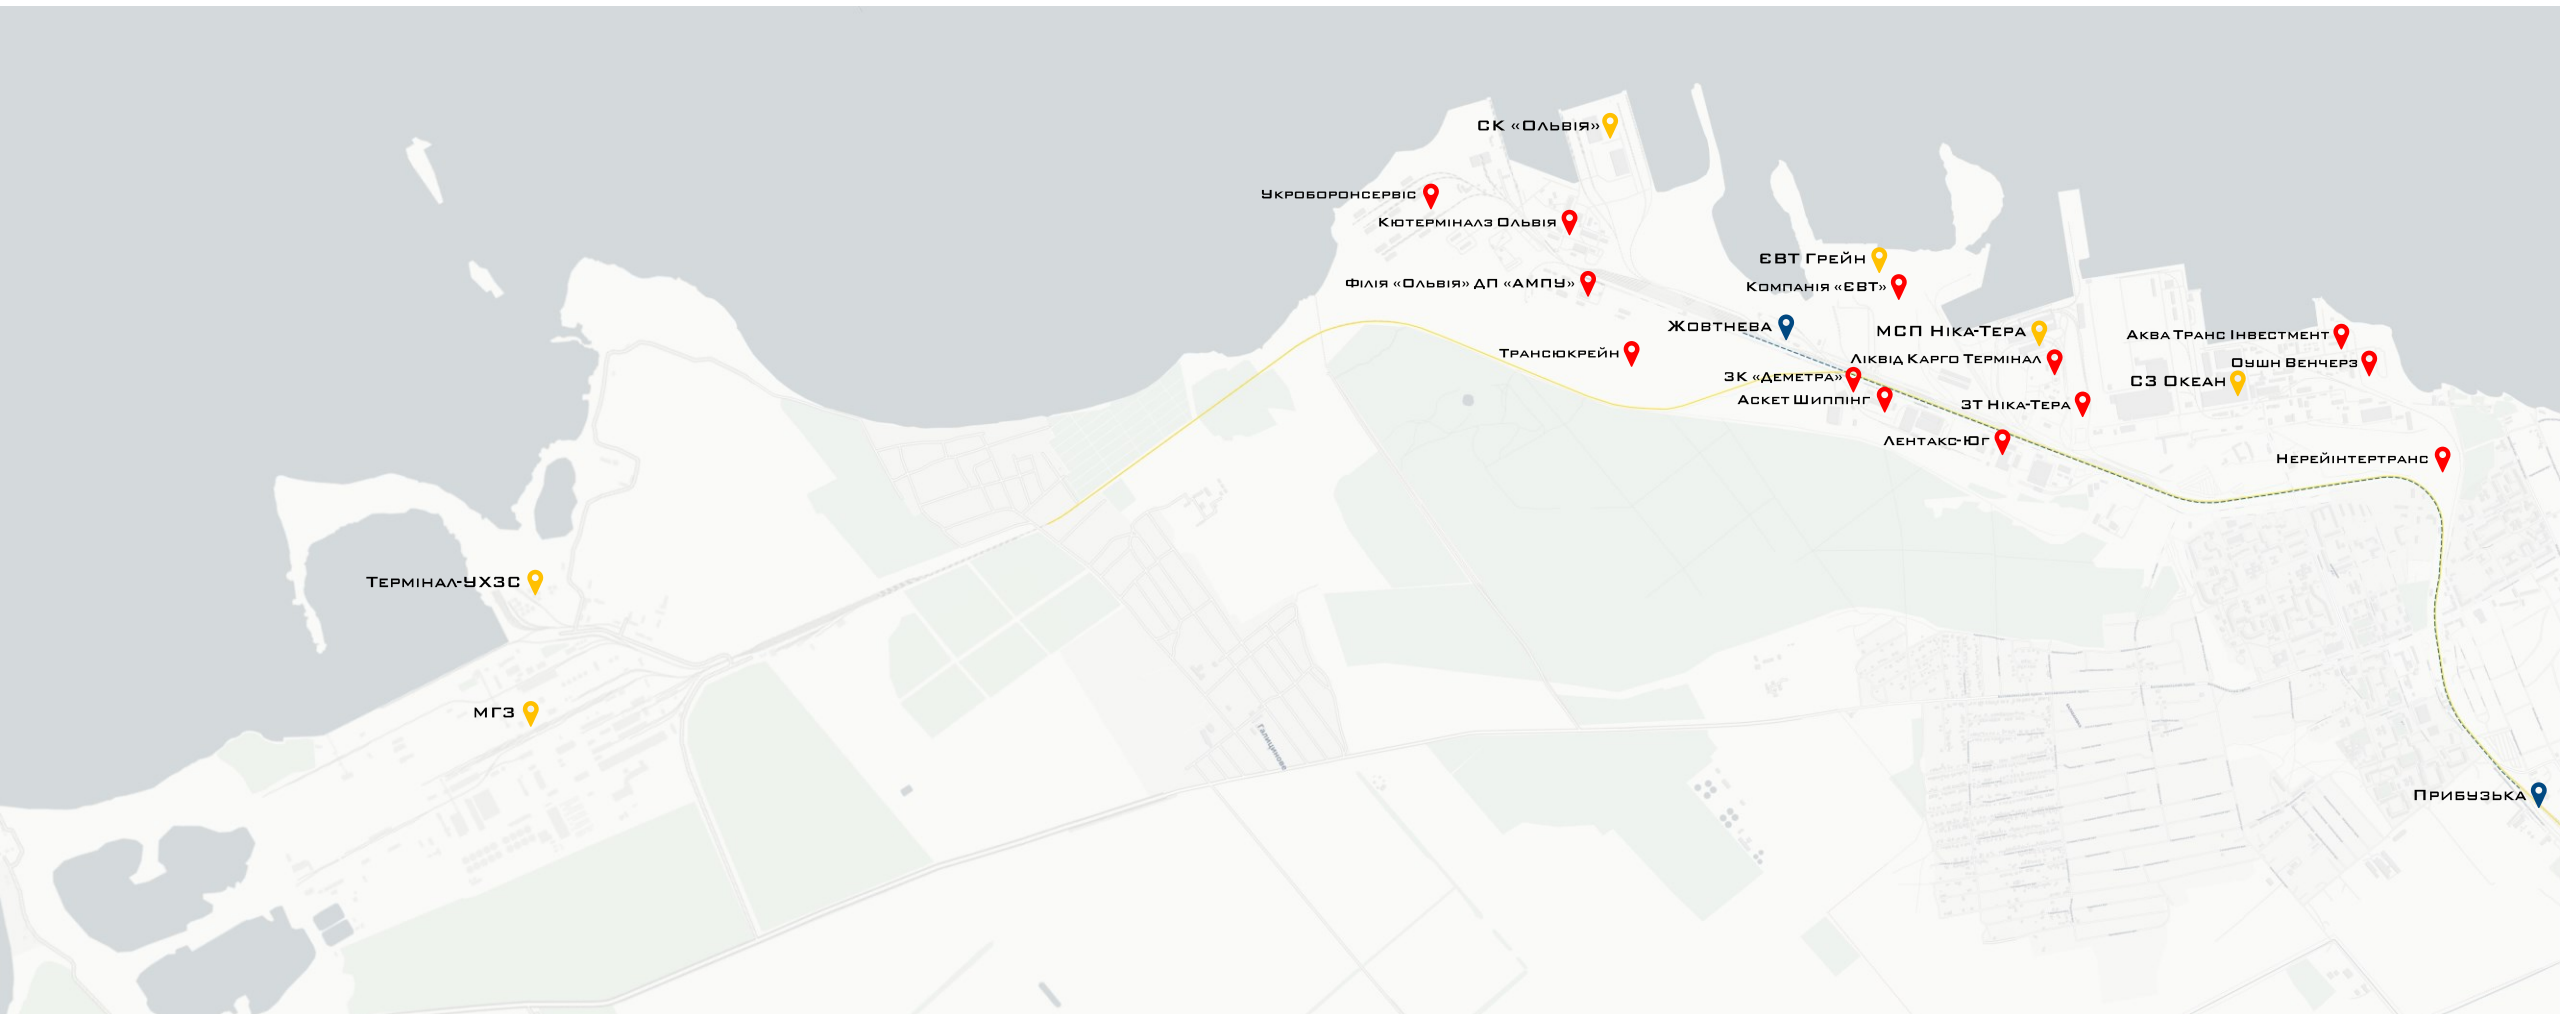 СК «Ольвія»
Укроборонсервіс
Кютерміналз Ольвія
ЄВТ Грейн
Філія «Ольвія» ДП «АМПУ»
Компанія «ЄВТ»
Жовтнева
МСП Ніка-Тера
Аква Транс Інвестмент
Трансюкрейн
Ліквід Карго Термінал
Оушн Венчерз
ЗК «Деметра»
СЗ Океан
Аскет Шиппінг
ЗТ Ніка-Тера
Лентакс-Юг
Нерейінтертранс
Термінал-УХЗС
МГЗ
Галицинове
Прибузька